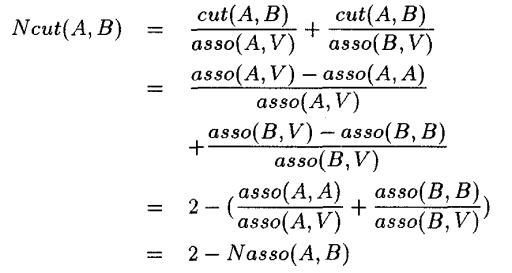 Ncut(A, B) = cut(A, B)/asso(A, V) + cut(A, B)/asso(B, V)
= asso(A, V) − asso(A, A)/asso(A, V)
+ asso(B, V) − asso(B, B)/asso(B, V)
= 2 − (asso(A, A)/asso(A, V) + asso(B, B)/asso(B, V))
= 2 − Nasso(A, B)